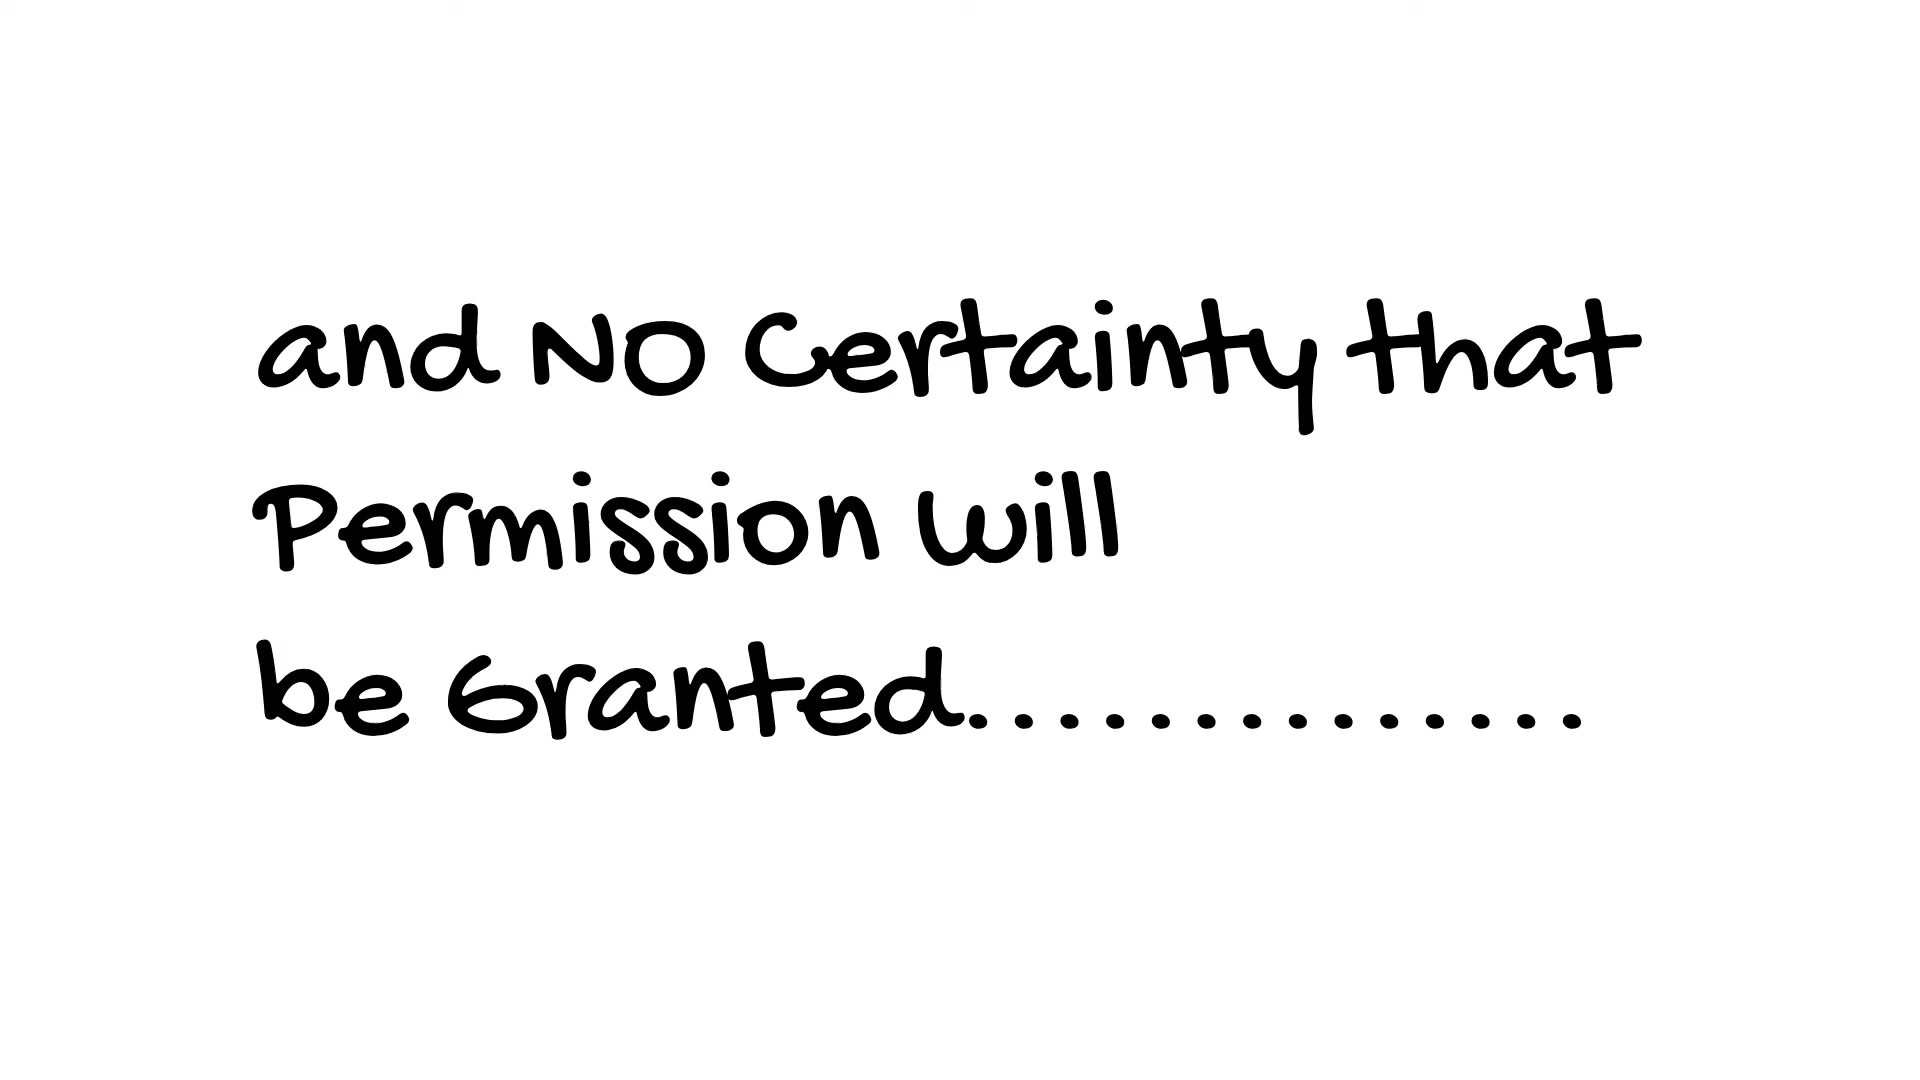 and NO Certainty that
Permission Will
be Granted..............